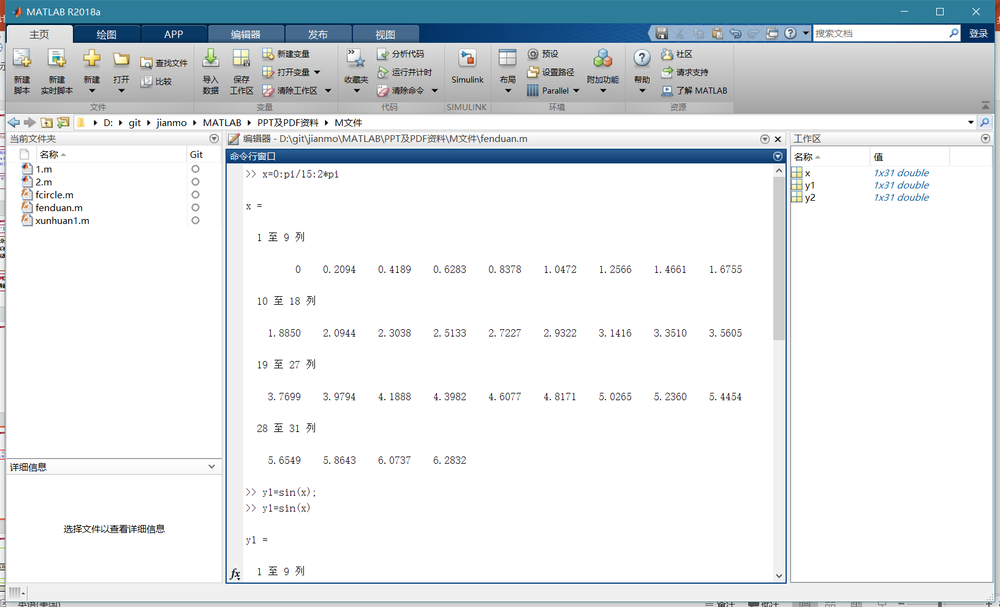 MATLAB R2018a
主页 绘图 APP 编辑器 发布 视图
搜索文档 登录
新建脚本 新建实时脚本 新建 打开 查找文件 比较
导入数据 保存工作区 新建变量 打开变量 清除工作区
收藏夹 分析代码 运行并计时 清除命令
Simulink
布局 预设 设置路径 Parallel 附加功能
帮助 社区 请求支持 了解 MATLAB
文件 变量 代码 SIMULINK 环境 资源
D: git jianmo MATLAB PPT及PDF资料 M文件
当前文件夹
名称 Git
1.m
2.m
fcircle.m
fenduan.m
xunhuan1.m
详细信息
选择文件以查看详细信息
编辑器 - D:\git\jianmo\MATLAB\PPT及PDF资料\M文件\fenduan.m
命令行窗口
>> x=0:pi/15:2*pi
x =
1 至 9 列
0 0.2094 0.4189 0.6283 0.8378 1.0472 1.2566 1.4661 1.6755
10 至 18 列
1.8850 2.0944 2.3038 2.5133 2.7227 2.9322 3.1416 3.3510 3.5605
19 至 27 列
3.7699 3.9794 4.1888 4.3982 4.6077 4.8171 5.0265 5.2360 5.4454
28 至 31 列
5.6549 5.8643 6.0737 6.2832
>> y1=sin(x);
>> y1=sin(x)
y1 =
1 至 9 列
fx
工作区
名称 值
x 1x31 double
y1 1x31 double
y2 1x31 double
英语(美国)
备注 批注